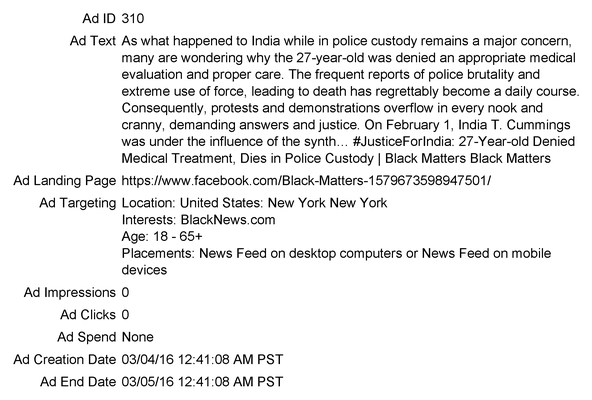 Ad ID 310
Ad Text As what happened to India while in police custody remains a major concern,
many are wondering why the 27-year-old was denied an appropriate medical
evaluation and proper care. The frequent reports of police brutality and
extreme use of force, leading to death has regrettably become a daily course.
Consequently, protests and demonstrations overflow in every nook and
cranny, demanding answers and justice. On February 1, India T. Cummings
was under the influence of the synth... #JusticeForIndia: 27-Year-old Denied
Medical Treatment, Dies in Police Custody | Black Matters Black Matters
Ad Landing Page https://www.facebook.com/Black-Matters-1579673598947501/
Ad Targeting Location: United States: New York New York
Interests: BlackNews.com
Age: 18 - 65+
Placements: News Feed on desktop computers or News Feed on mobile
devices
Ad Impressions 0
Ad Clicks 0
Ad Spend None
Ad Creation Date 03/04/16 12:41:08 AM PST
Ad End Date 03/05/16 12:41:08 AM PST